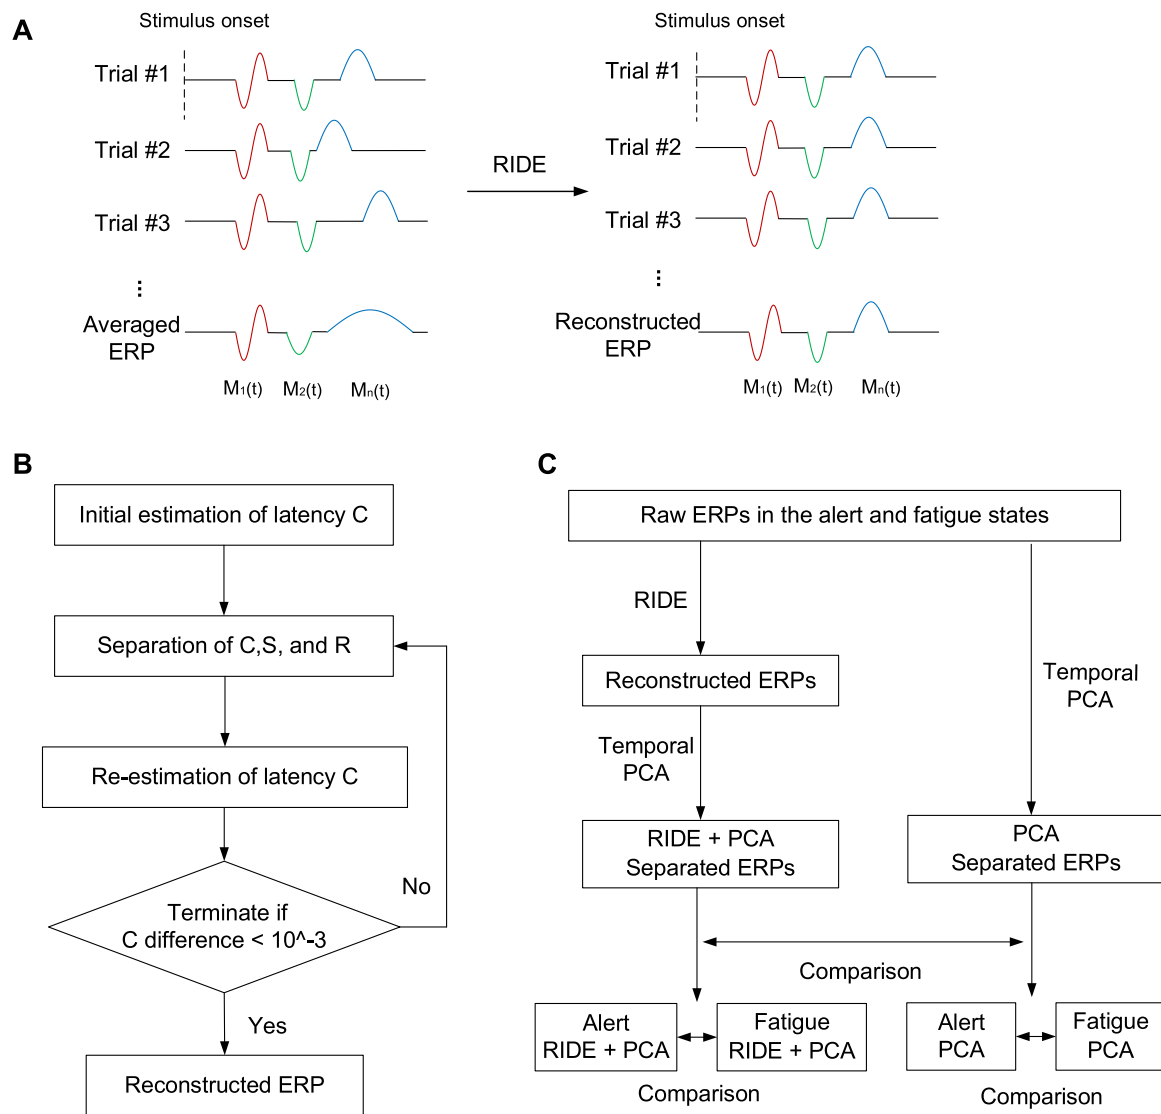 A
Stimulus onset
Trial #1
Trial #2
Trial #3
...
Averaged
ERP
M₁(t)
M₂(t)
Mₙ(t)
RIDE
Stimulus onset
Trial #1
Trial #2
Trial #3
...
Reconstructed
ERP
M₁(t)
M₂(t)
Mₙ(t)
B
Initial estimation of latency C
Separation of C,S, and R
Re-estimation of latency C
Terminate if
C difference < 10^-3
No
Yes
Reconstructed ERP
C
Raw ERPs in the alert and fatigue states
RIDE
Reconstructed ERPs
Temporal
PCA
RIDE + PCA
Separated ERPs
Temporal
PCA
PCA
Separated ERPs
Comparison
Alert
RIDE + PCA
Fatigue
RIDE + PCA
Comparison
Alert
PCA
Fatigue
PCA
Comparison